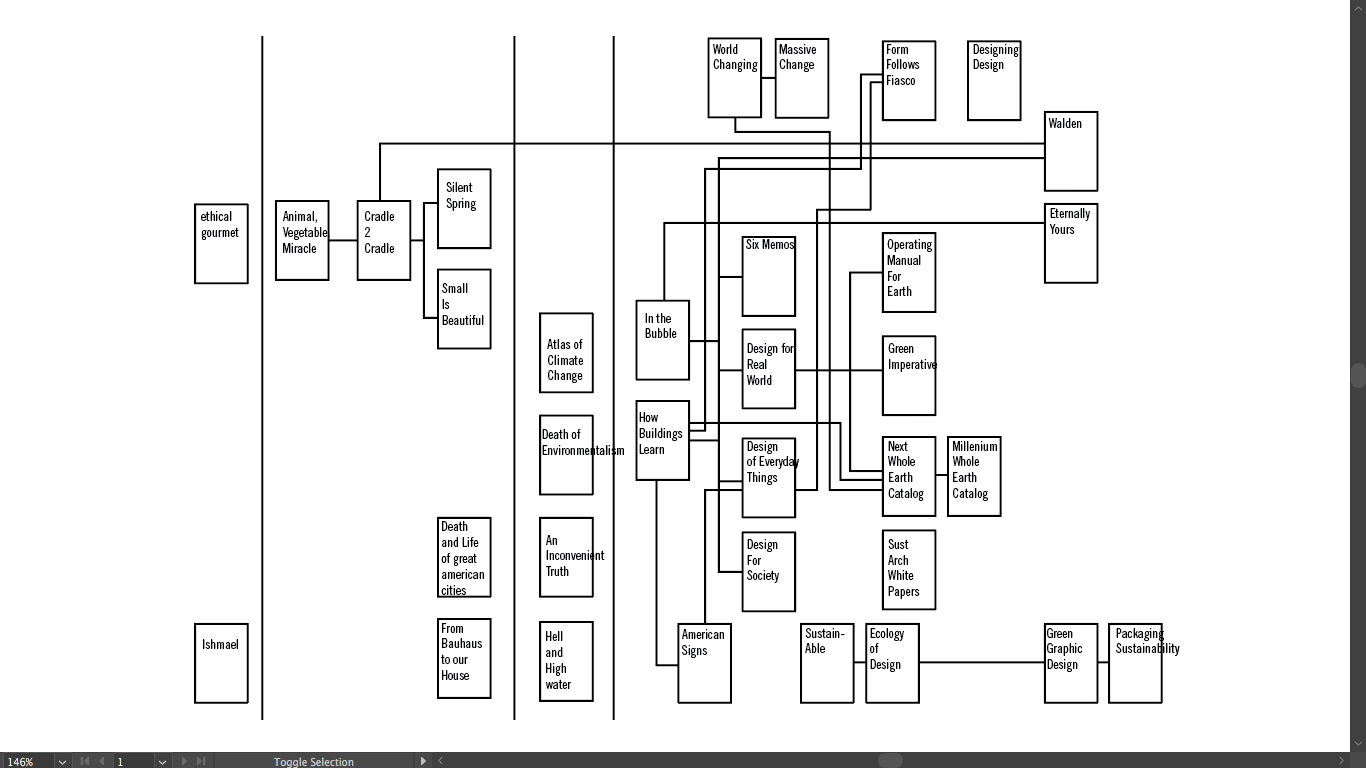 World
Changing
Massive
Change
Form
Follows
Fiasco
Designing
Design
Walden
Silent
Spring
ethical
gourmet
Animal,
Vegetable
Miracle
Cradle
2
Cradle
Eternally
Yours
Six Memos
Operating
Manual
For
Earth
Small
Is
Beautiful
In the
Bubble
Atlas of
Climate
Change
Design for
Real
World
Green
Imperative
How
Buildings
Learn
Death of
Environmentalism
Design
of Everyday
Things
Next
Whole
Earth
Catalog
Millenium
Whole
Earth
Catalog
Death
and Life
of great
american
cities
An
Inconvenient
Truth
Design
For
Society
Sust
Arch
White
Papers
Ishmael
From
Bauhaus
to our
House
Hell
and
High
water
American
Signs
Sustain-
Able
Ecology
of
Design
Green
Graphic
Design
Packaging
Sustainability
146%
1
Toggle Selection